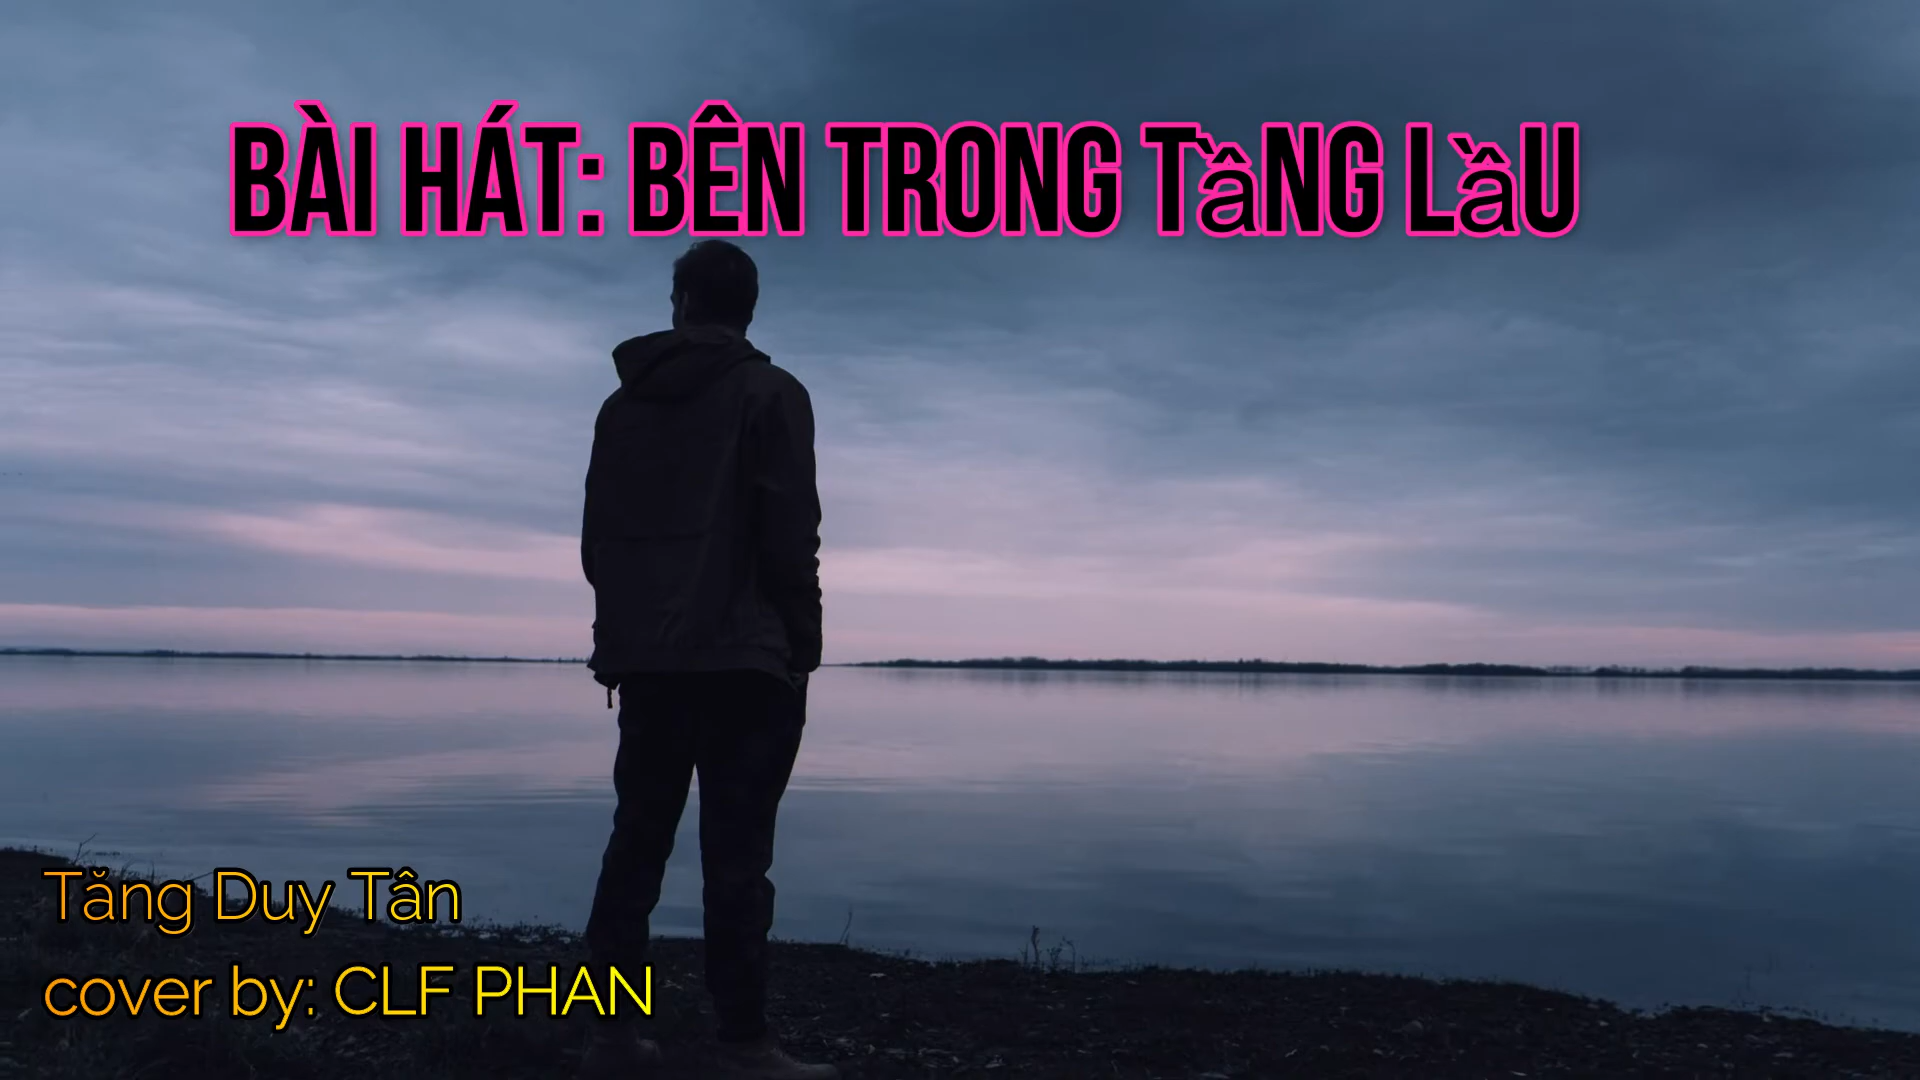 BÀI HÁT: BÊN TRONG TầNG LầU
Tăng Duy Tân
cover by: CLF PHAN